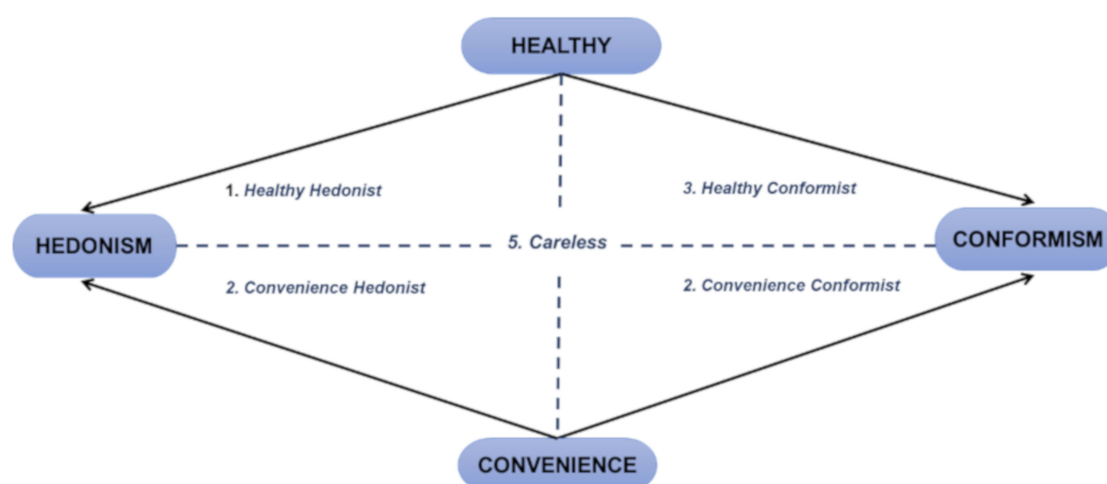 HEALTHY
1. Healthy Hedonist
3. Healthy Conformist
HEDONISM
5. Careless
CONFORMISM
2. Convenience Hedonist
2. Convenience Conformist
CONVENIENCE